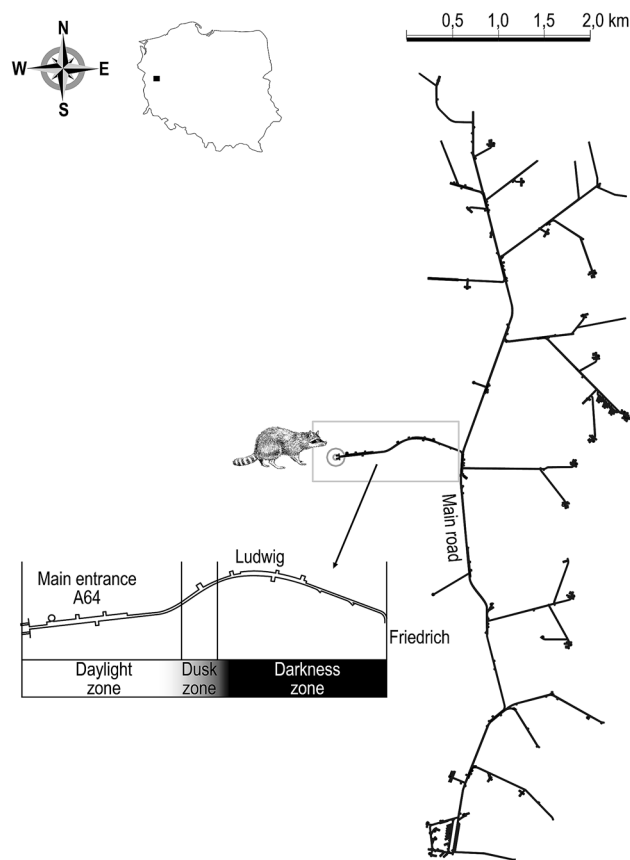 N
W E
S
0,5 1,0 1,5 2,0 km
Main road
Ludwig
Main entrance
A64
Friedrich
Daylight
zone
Dusk
zone
Darkness
zone